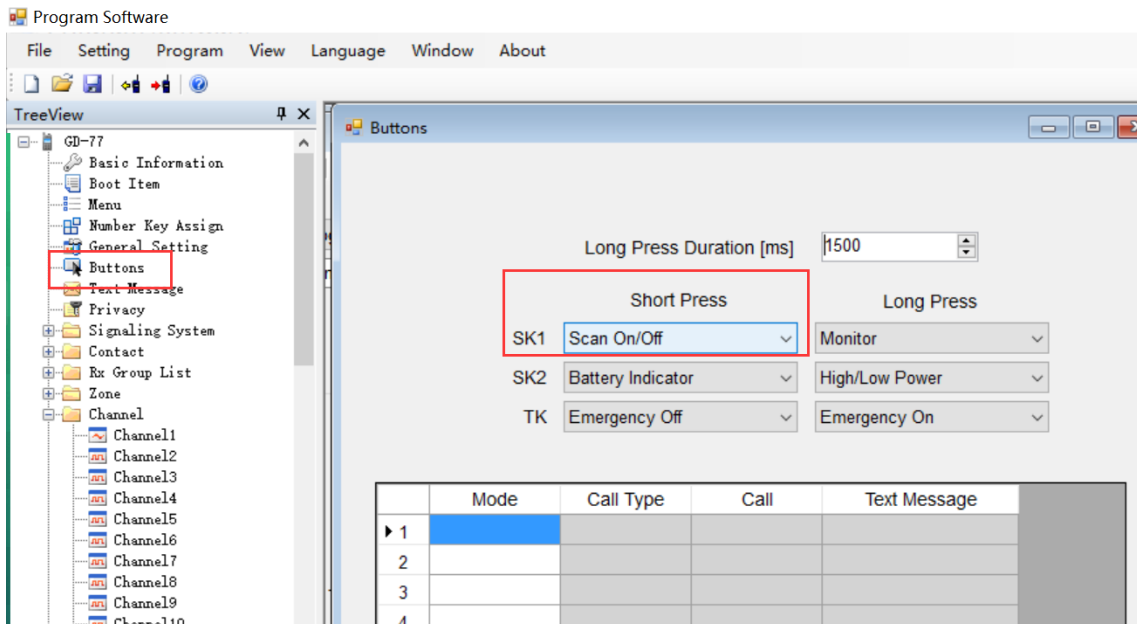 Program Software
File Setting Program View Language Window About
TreeView
GD-77
Basic Information
Boot Item
Menu
Number Key Assign
General Setting
Buttons
Text Message
Privacy
Signaling System
Contact
Rx Group List
Zone
Channel
Channel1
Channel2
Channel3
Channel4
Channel5
Channel6
Channel7
Channel8
Channel9
Channel10
Buttons
Long Press Duration [ms] 1500
Short Press Long Press
SK1 Scan On/Off Monitor
SK2 Battery Indicator High/Low Power
TK Emergency Off Emergency On
Mode Call Type Call Text Message
1
2
3
4